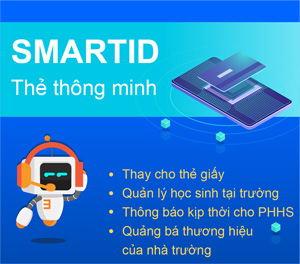 SMARTID
Thẻ thông minh
• Thay cho thẻ giấy
• Quản lý học sinh tại trường
• Thông báo kịp thời cho PHHS
• Quảng bá thương hiệu
của nhà trường